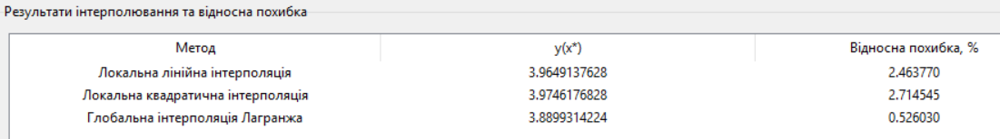 Результати інтерполювання та відносна похибка
Метод y(x*) Відносна похибка, %
Локальна лінійна інтерполяція 3.9649137628 2.463770
Локальна квадратична інтерполяція 3.9746176828 2.714545
Глобальна інтерполяція Лагранжа 3.8899314224 0.526030